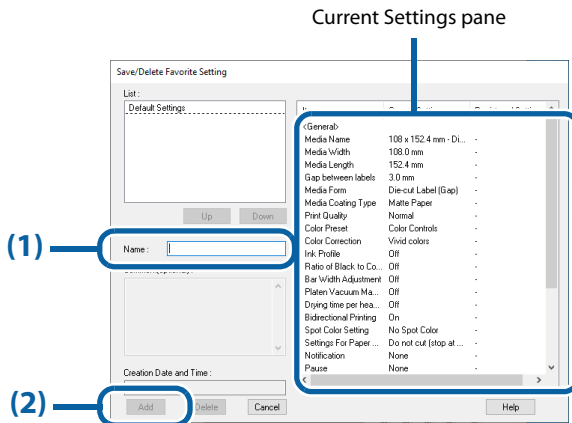 Current Settings pane
Save/Delete Favorite Setting
List :
Default Settings
<General>
Media Name 108 x 152.4 mm - Di... -
Media Width 108.0 mm -
Media Length 152.4 mm -
Gap between labels 3.0 mm -
Media Form Die-cut Label (Gap) -
Media Coating Type Matte Paper -
Print Quality Normal -
Color Preset Color Controls -
Color Correction Vivid colors -
Ink Profile Off -
Ratio of Black to Co... Off -
Bar Width Adjustment Off -
Platen Vacuum Ma... Off -
Drying time per hea... Off -
Bidirectional Printing On -
Spot Color Setting No Spot Color -
Settings For Paper ... Do not cut (stop at ... -
Notification None -
Pause None -
Up Down
(1)
Name :
Creation Date and Time :
(2)
Add Delete Cancel Help